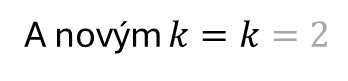 A novým k = k = 2